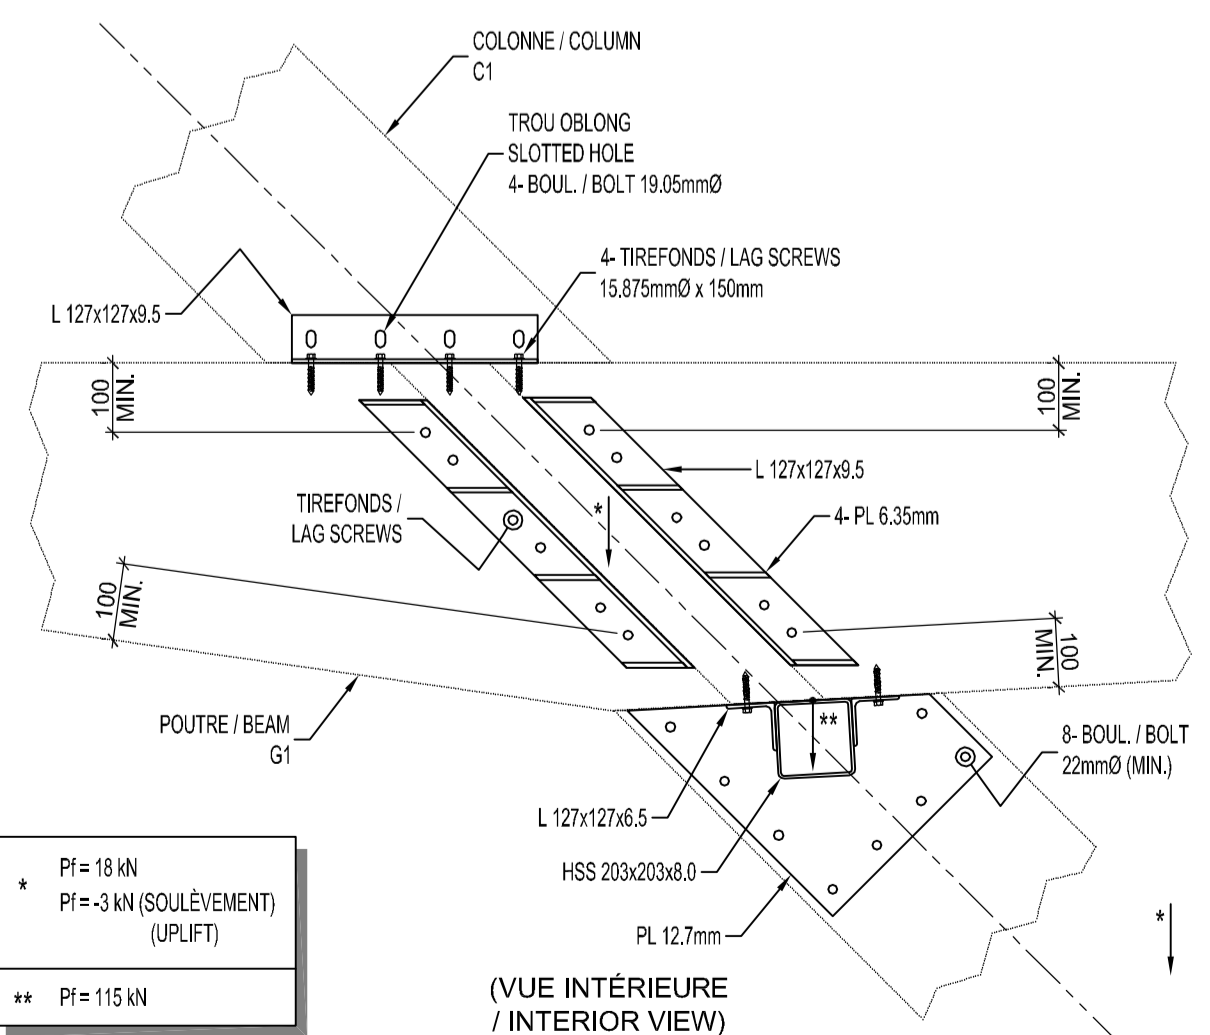 COLONNE / COLUMN
C1
TROU OBLONG
SLOTTED HOLE
4- BOUL. / BOLT 19.05mmØ
4- TIREFONDS / LAG SCREWS
15.875mmØ x 150mm
L 127x127x9.5
100
MIN.
100
MIN.
L 127x127x9.5
4- PL 6.35mm
TIREFONDS /
LAG SCREWS
*
100
MIN.
100
MIN.
POUTRE / BEAM
G1
**
8- BOUL. / BOLT
22mmØ (MIN.)
L 127x127x6.5
HSS 203x203x8.0
PL 12.7mm
*
* Pf = 18 kN
Pf = -3 kN (SOULÈVEMENT)
(UPLIFT)
** Pf = 115 kN
(VUE INTÉRIEURE
/ INTERIOR VIEW)